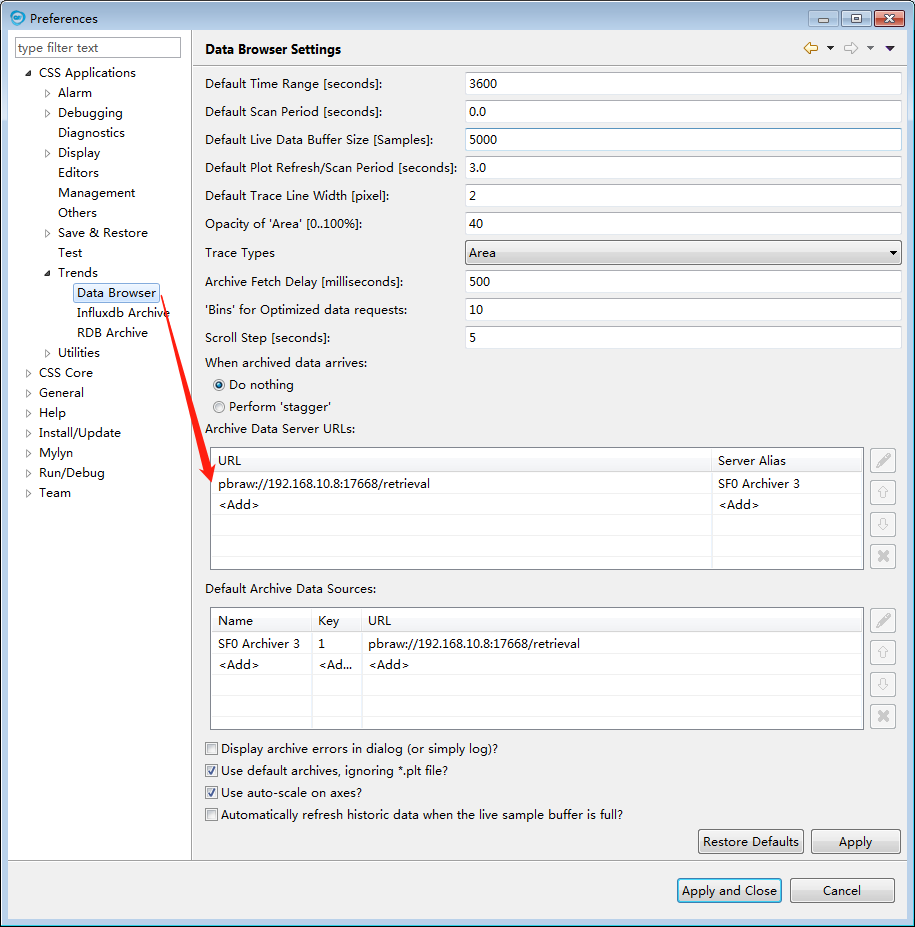 Preferences
type filter text
CSS Applications
Alarm
Debugging
Diagnostics
Display
Editors
Management
Others
Save & Restore
Test
Trends
Data Browser
Influxdb Archive
RDB Archive
Utilities
CSS Core
General
Help
Install/Update
Mylyn
Run/Debug
Team
Data Browser Settings
Default Time Range [seconds]: 3600
Default Scan Period [seconds]: 0.0
Default Live Data Buffer Size [Samples]: 5000
Default Plot Refresh/Scan Period [seconds]: 3.0
Default Trace Line Width [pixel]: 2
Opacity of 'Area' [0..100%]: 40
Trace Types Area
Archive Fetch Delay [milliseconds]: 500
'Bins' for Optimized data requests: 10
Scroll Step [seconds]: 5
When archived data arrives:
Do nothing
Perform 'stagger'
Archive Data Server URLs:
URL Server Alias
pbraw://192.168.10.8:17668/retrieval SF0 Archiver 3
<Add> <Add>
Default Archive Data Sources:
Name Key URL
SF0 Archiver 3 1 pbraw://192.168.10.8:17668/retrieval
<Add> <Ad... <Add>
Display archive errors in dialog (or simply log)?
Use default archives, ignoring *.plt file?
Use auto-scale on axes?
Automatically refresh historic data when the live sample buffer is full?
Restore Defaults Apply
Apply and Close Cancel